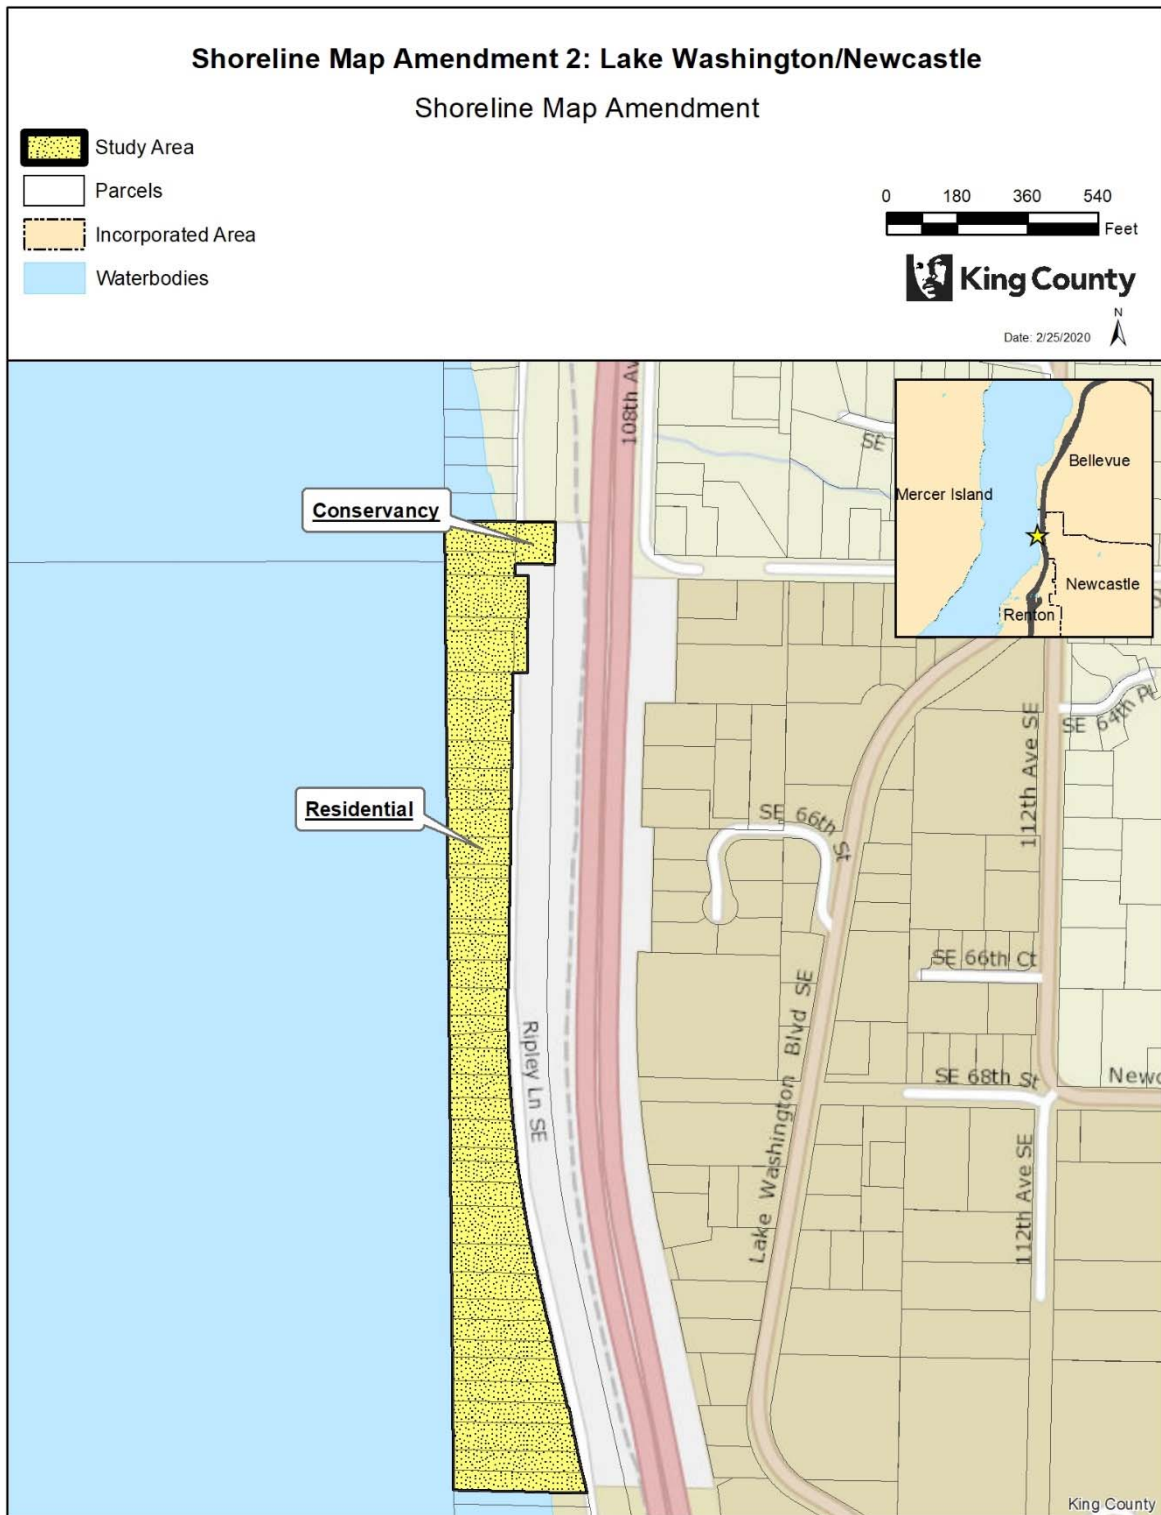 Shoreline Map Amendment 2: Lake Washington/Newcastle
Shoreline Map Amendment
Study Area
Parcels
Incorporated Area
Waterbodies
0 180 360 540
Feet
King County
N
Date: 2/25/2020
108th Av
SE
Bellevue
Mercer Island
Newcastle
Renton
Conservancy
SE 64th Pl
112th Ave SE
Residential
SE 66th St
SE 66th Ct
Lake Washington Blvd SE
Ripley Ln SE
SE 68th St
Newc
112th Ave SE
King County